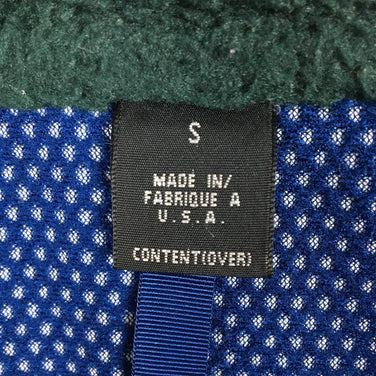 S
MADE IN/
FABRIQUE A
U.S.A.
CONTENT(OVER)